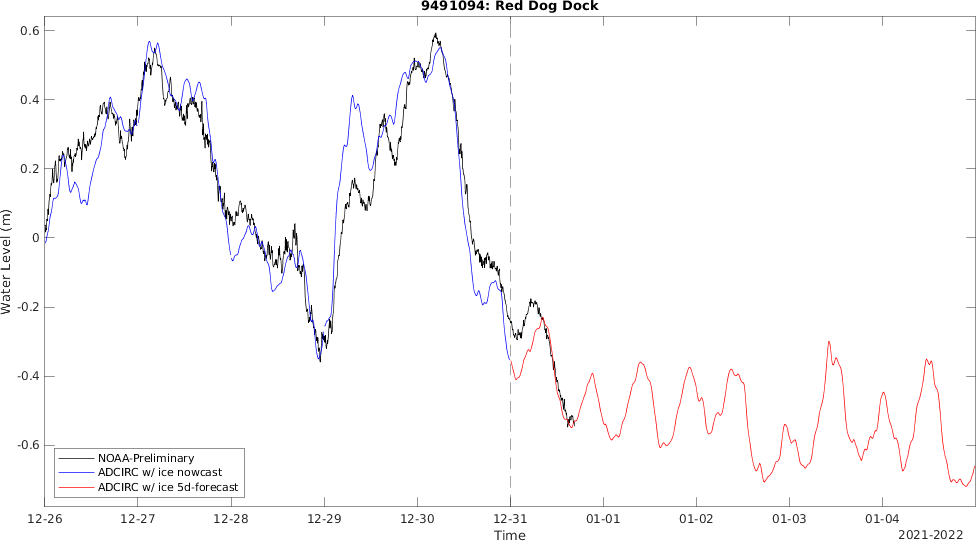 9491094: Red Dog Dock
Water Level (m)
0.6
0.4
0.2
0
-0.2
-0.4
-0.6
NOAA-Preliminary
ADCIRC w/ ice nowcast
ADCIRC w/ ice 5d-forecast
12-26 12-27 12-28 12-29 12-30 12-31 01-01 01-02 01-03 01-04
Time
2021-2022